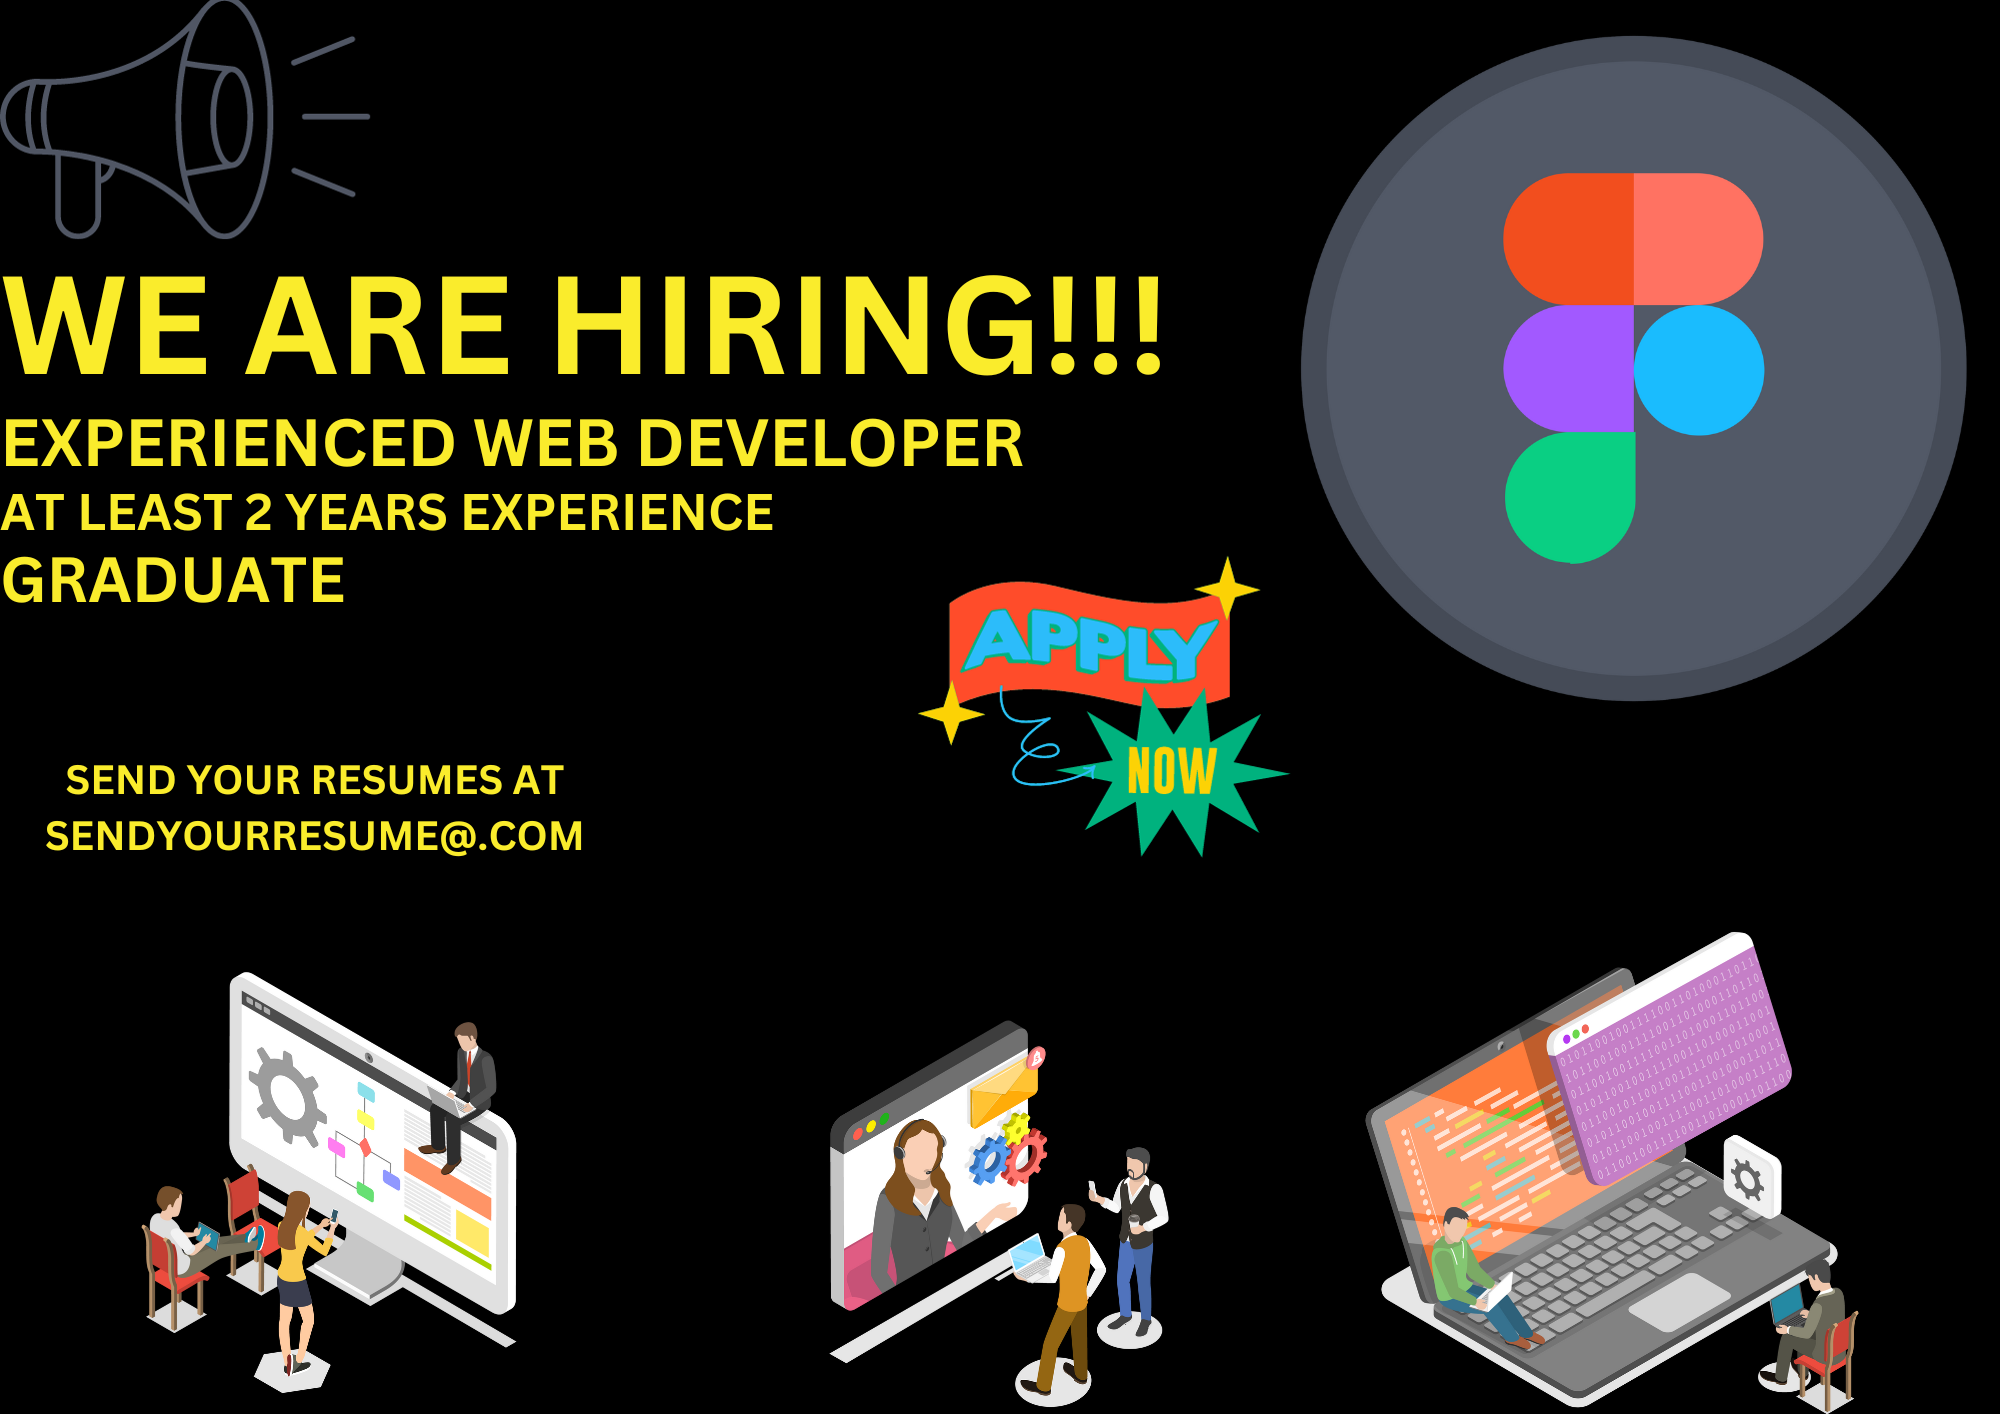 WE ARE HIRING!!!
EXPERIENCED WEB DEVELOPER
AT LEAST 2 YEARS EXPERIENCE
GRADUATE
APPLY
NOW
SEND YOUR RESUMES AT
SENDYOURRESUME@.COM